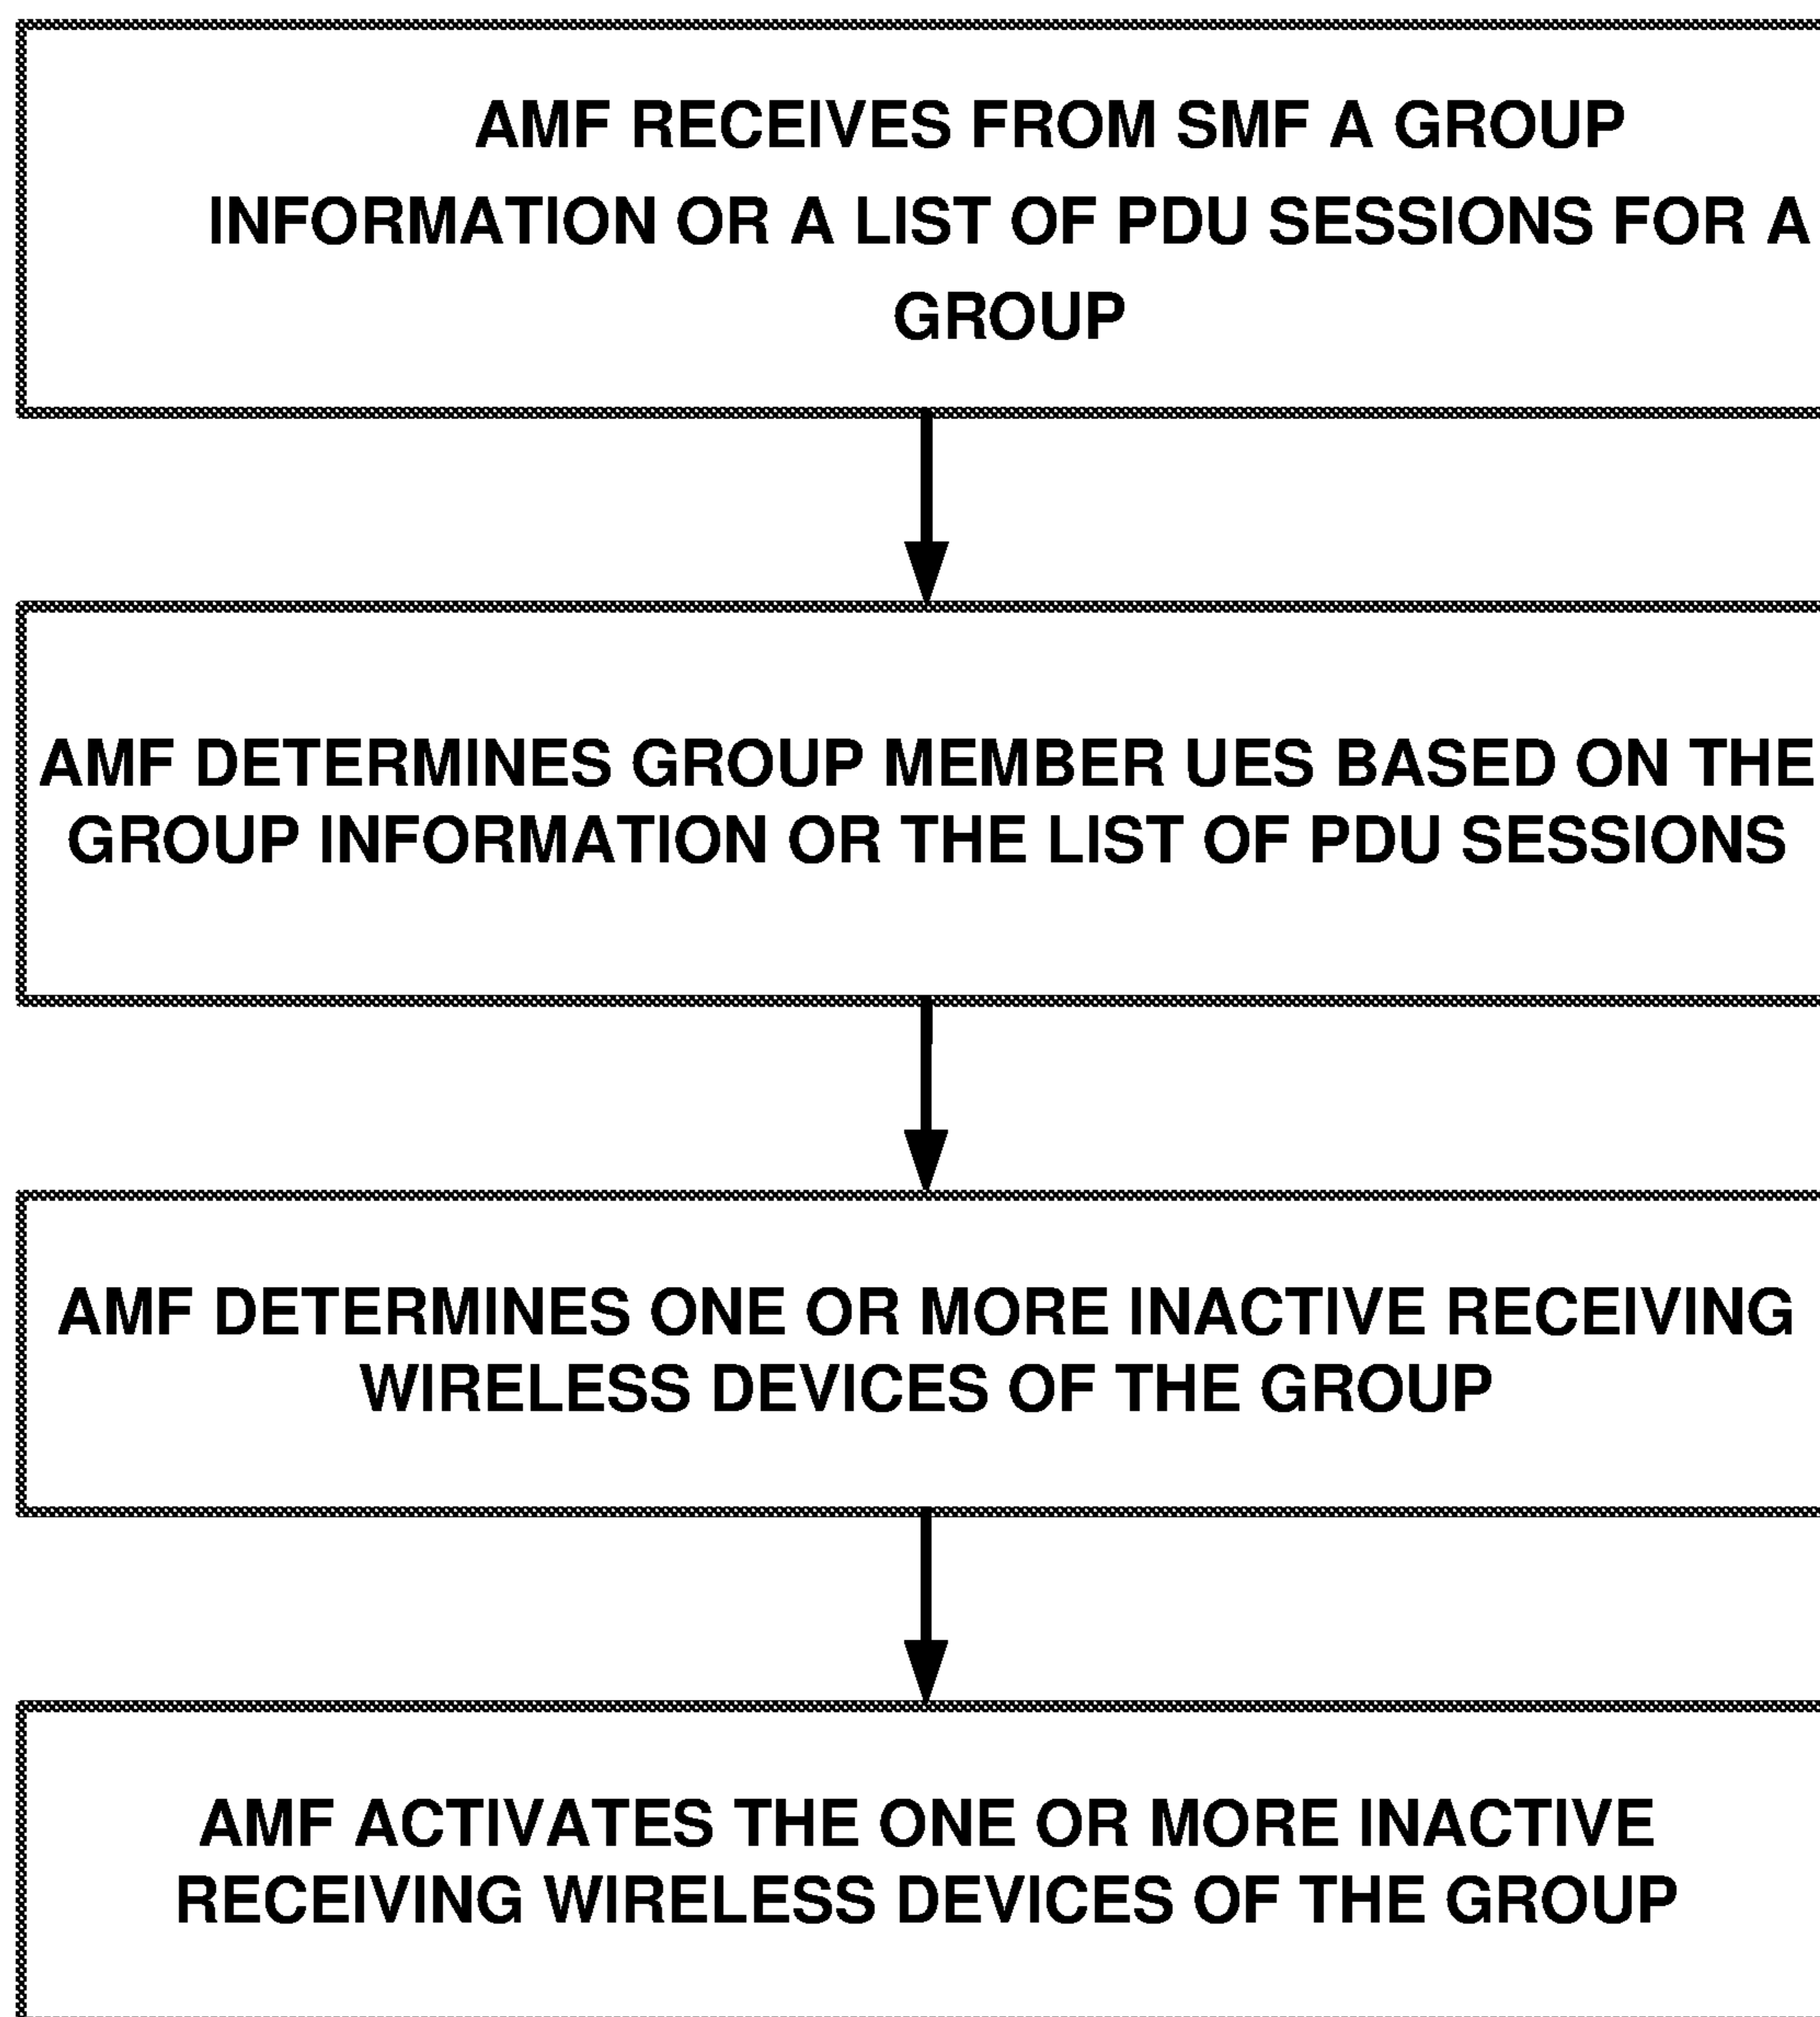 AMF RECEIVES FROM SMF A GROUP
INFORMATION OR A LIST OF PDU SESSIONS FOR A
GROUP
AMF DETERMINES GROUP MEMBER UES BASED ON THE
GROUP INFORMATION OR THE LIST OF PDU SESSIONS
AMF DETERMINES ONE OR MORE INACTIVE RECEIVING
WIRELESS DEVICES OF THE GROUP
AMF ACTIVATES THE ONE OR MORE INACTIVE
RECEIVING WIRELESS DEVICES OF THE GROUP